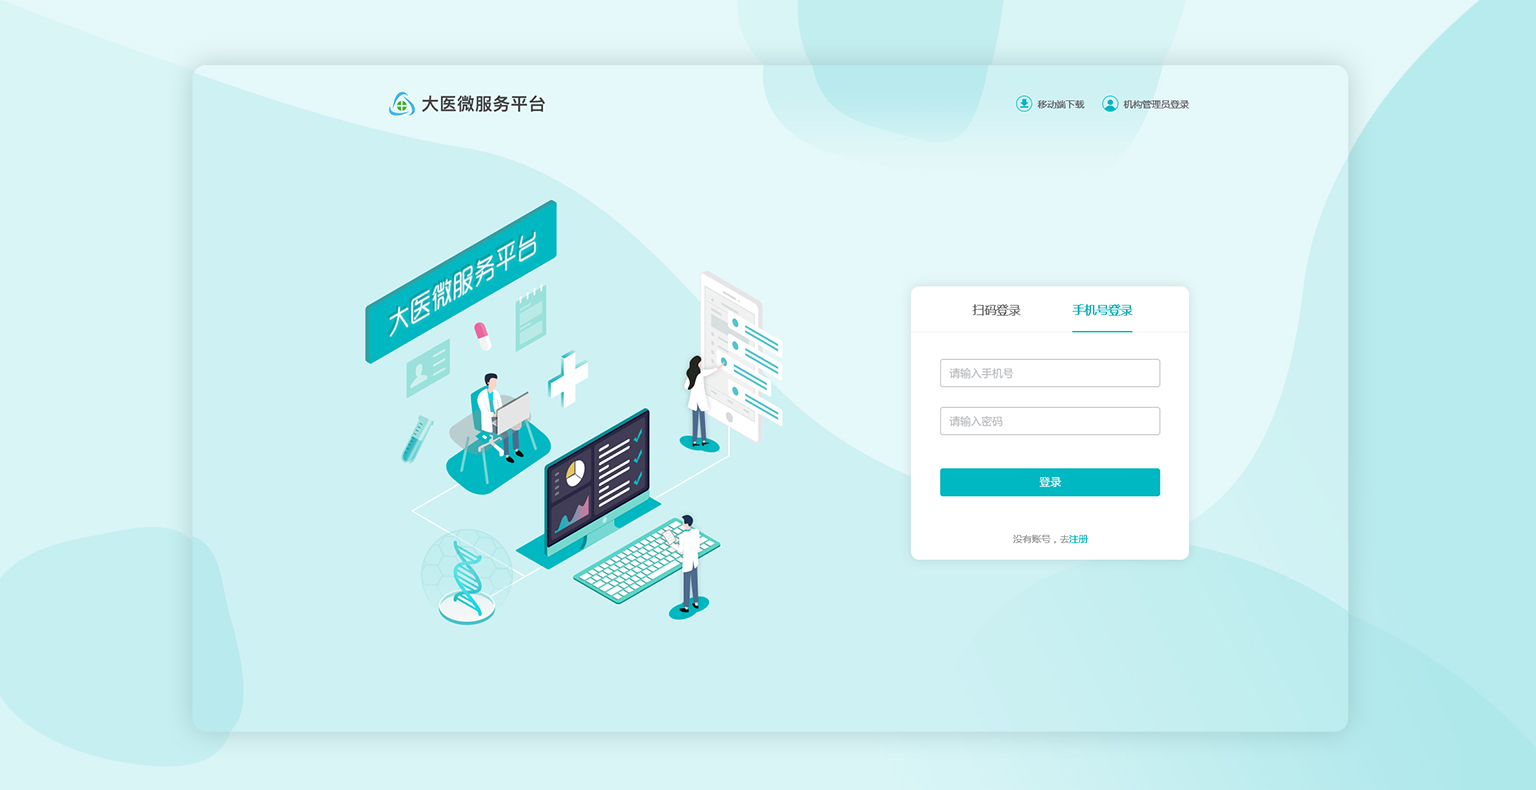 大医微服务平台
移动端下载
机构管理员登录
大医微服务平台
扫码登录
手机号登录
请输入手机号
请输入密码
登录
没有账号，去注册